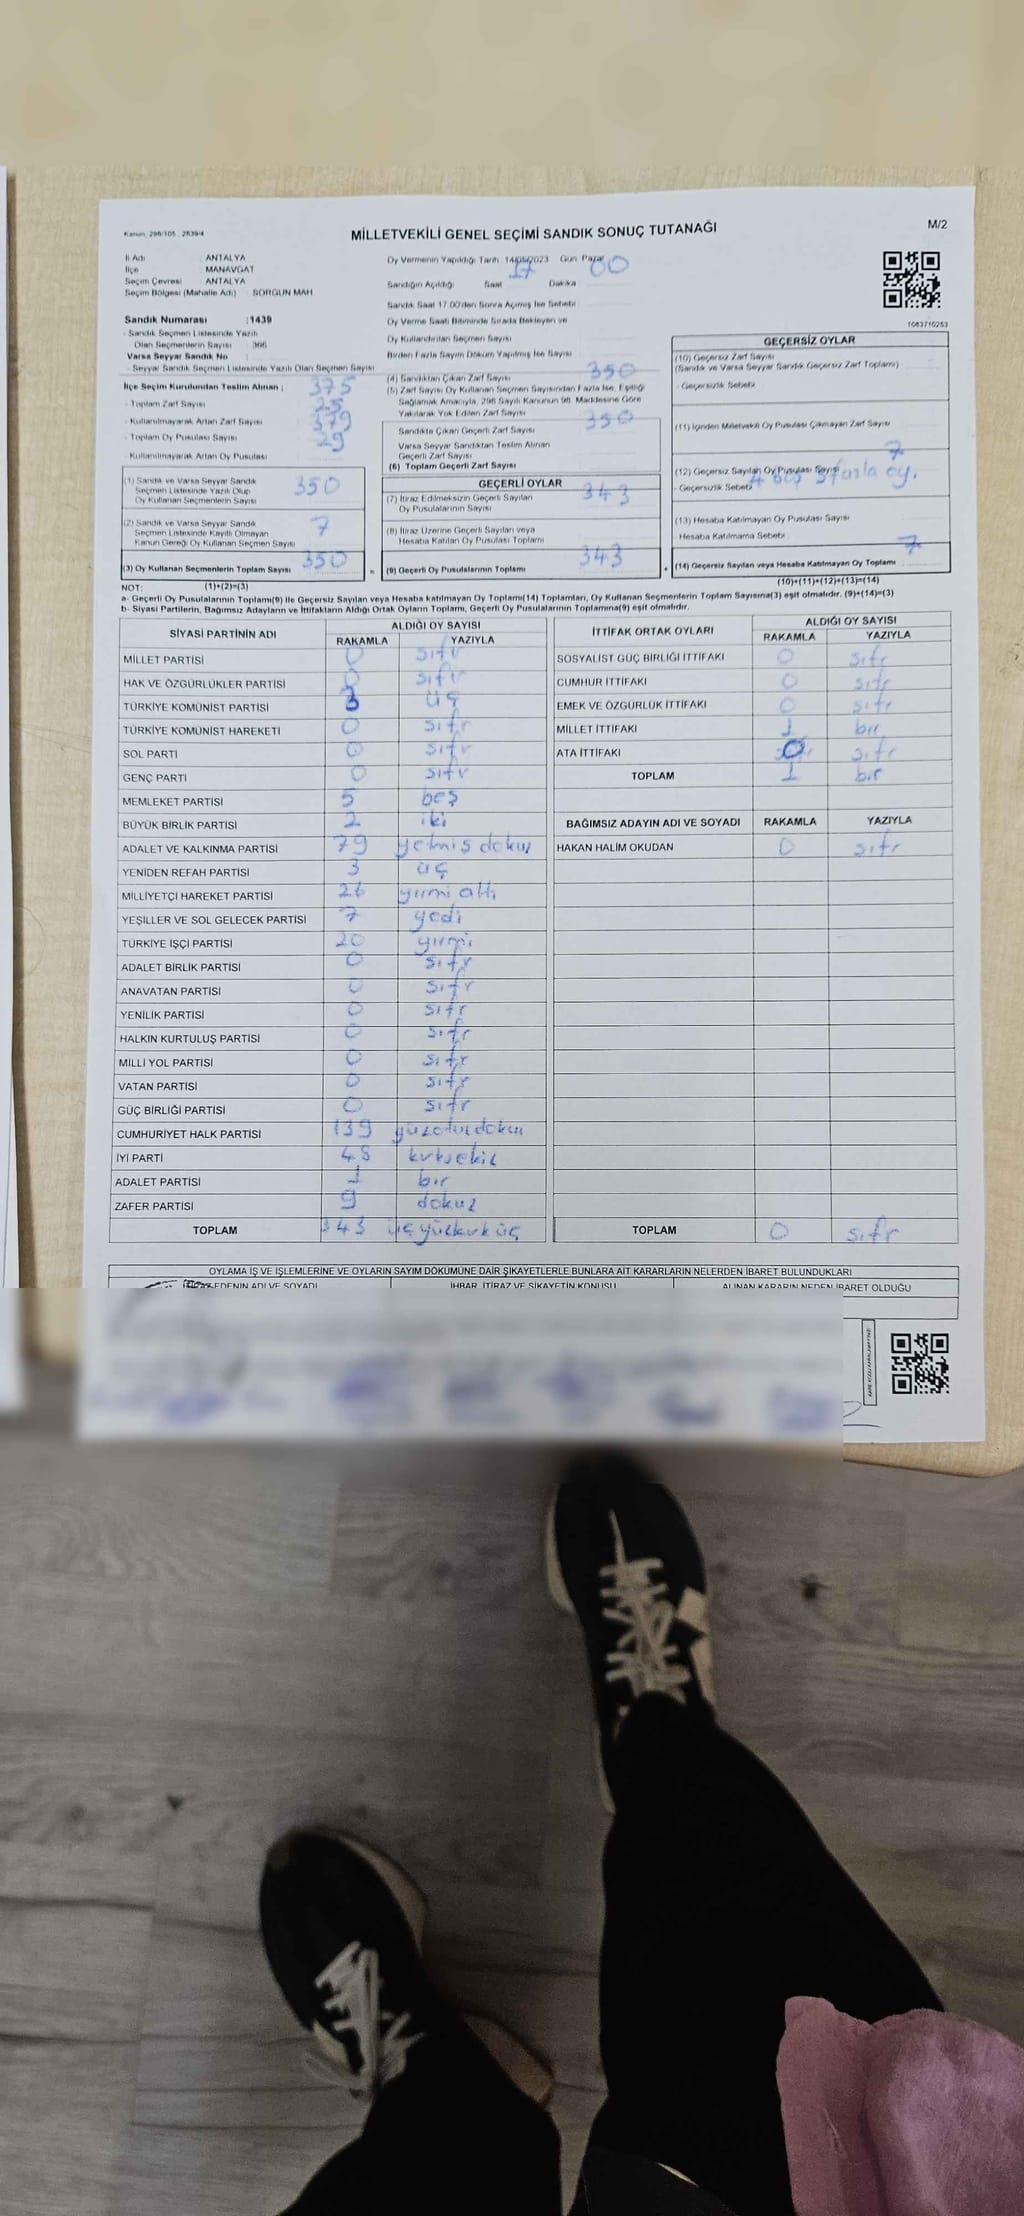 Kanun, 298/105 , 2839/4
MİLLETVEKİLİ GENEL SEÇİMİ SANDIK SONUÇ TUTANAĞI
M/2
İl Adı : ANTALYA
İlçe : MANAVGAT
Seçim Çevresi : ANTALYA
Seçim Bölgesi (Mahalle Adı) : SORGUN MAH
Sandık Numarası :1439
- Sandık Seçmen Listesinde Yazılı
Olan Seçmenlerin Sayısı : 366
Varsa Seyyar Sandık No :
- Seyyar Sandık Seçmen Listesinde Yazılı Olan Seçmen Sayısı
İlçe Seçim Kurulundan Teslim Alınan ;
- Toplam Zarf Sayısı 375
- Kullanılmayarak Artan Zarf Sayısı 25
- Toplam Oy Pusulası Sayısı 379
- Kullanılmayarak Artan Oy Pusulası 29
(1) Sandık ve Varsa Seyyar Sandık
Seçmen Listesinde Yazılı Olup
Oy Kullanan Seçmenlerin Sayısı 350
(2) Sandık ve Varsa Seyyar Sandık
Seçmen Listesinde Kayıtlı Olmayan
Kanun Gereği Oy Kullanan Seçmen Sayısı 7
(3) Oy Kullanan Seçmenlerin Toplam Sayısı 350
Oy Vermenin Yapıldığı Tarih 14/05/2023 Gün Pazar
Sandığın Açıldığı Saat 17 Dakika 00
Sandık Saat 17.00'den Sonra Açılmış İse Sebebi
Oy Verme Saati Bitiminde Sırada Bekleyen ve
Oy Kullandırılan Seçmen Sayısı
Birden Fazla Sayım Döküm Yapılmış İse Sayısı
(4) Sandıktan Çıkan Zarf Sayısı 350
(5) Zarf Sayısı Oy Kullanan Seçmen Sayısından Fazla İse, Eşitliği
Sağlamak Amacıyla, 298 Sayılı Kanunun 98. Maddesine Göre
Yakılarak Yok Edilen Zarf Sayısı
Sandıkta Çıkan Geçerli Zarf Sayısı 350
Varsa Seyyar Sandıktan Teslim Alınan
Geçerli Zarf Sayısı
(6) Toplam Geçerli Zarf Sayısı
GEÇERLİ OYLAR
(7) İtiraz Edilmeksizin Geçerli Sayılan
Oy Pusulalarının Sayısı 343
(8) İtiraz Üzerine Geçerli Sayılan veya
Hesaba Katılan Oy Pusulası Toplamı
(9) Geçerli Oy Pusulalarının Toplamı 343
1063710253
GEÇERSİZ OYLAR
(10) Geçersiz Zarf Sayısı
(Sandık ve Varsa Seyyar Sandık Geçersiz Zarf Toplamı)
- Geçersizlik Sebebi
(11) İçinden Milletvekili Oy Pusulası Çıkmayan Zarf Sayısı
(12) Geçersiz Sayılan Oy Pusulası Sayısı 7
- Geçersizlik Sebebi 4 boş 3 fazla oy.
(13) Hesaba Katılmayan Oy Pusulası Sayısı
- Hesaba Katılmama Sebebi
(14) Geçersiz Sayılan veya Hesaba Katılmayan Oy Toplamı 7
NOT: (1)+(2)=(3) (10)+(11)+(12)+(13)=(14)
a- Geçerli Oy Pusulalarının Toplamı(9) ile Geçersiz Sayılan veya Hesaba katılmayan Oy Toplamı(14) Toplamları, Oy Kullanan Seçmenlerin Toplam Sayısına(3) eşit olmalıdır. (9)+(14)=(3)
b- Siyasi Partilerin, Bağımsız Adayların ve İttifakların Aldığı Ortak Oyların Toplamı, Geçerli Oy Pusulalarının Toplamına(9) eşit olmalıdır.
SİYASİ PARTİNİN ADI ALDIĞI OY SAYISI
RAKAMLA YAZIYLA
MİLLET PARTİSİ 0 sıfır
HAK VE ÖZGÜRLÜKLER PARTİSİ 0 sıfır
TÜRKİYE KOMÜNİST PARTİSİ 3 üç
TÜRKİYE KOMÜNİST HAREKETİ 0 sıfır
SOL PARTİ 0 sıfır
GENÇ PARTİ 0 sıfır
MEMLEKET PARTİSİ 5 beş
BÜYÜK BİRLİK PARTİSİ 2 iki
ADALET VE KALKINMA PARTİSİ 79 yetmiş dokuz
YENİDEN REFAH PARTİSİ 3 üç
MİLLİYETÇİ HAREKET PARTİSİ 26 yirmi altı
YEŞİLLER VE SOL GELECEK PARTİSİ 7 yedi
TÜRKİYE İŞÇİ PARTİSİ 20 yirmi
ADALET BİRLİK PARTİSİ 0 sıfır
ANAVATAN PARTİSİ 0 sıfır
YENİLİK PARTİSİ 0 sıfır
HALKIN KURTULUŞ PARTİSİ 0 sıfır
MİLLİ YOL PARTİSİ 0 sıfır
VATAN PARTİSİ 0 sıfır
GÜÇ BİRLİĞİ PARTİSİ 0 sıfır
CUMHURİYET HALK PARTİSİ 139 yüzotuzdokuz
İYİ PARTİ 48 kırksekiz
ADALET PARTİSİ 1 bir
ZAFER PARTİSİ 9 dokuz
TOPLAM 343 üçyüzkırküç
İTTİFAK ORTAK OYLARI ALDIĞI OY SAYISI
RAKAMLA YAZIYLA
SOSYALİST GÜÇ BİRLİĞİ İTTİFAKI 0 sıfır
CUMHUR İTTİFAKI 0 sıfır
EMEK VE ÖZGÜRLÜK İTTİFAKI 0 sıfır
MİLLET İTTİFAKI 1 bir
ATA İTTİFAKI 0 sıfır
TOPLAM 1 bir
BAĞIMSIZ ADAYIN ADI VE SOYADI RAKAMLA YAZIYLA
HAKAN HALİM OKUDAN 0 sıfır
TOPLAM 0 sıfır
OYLAMA İŞ VE İŞLEMLERİNE VE OYLARIN SAYIM DÖKÜMÜNE DAİR ŞİKAYETLERLE BUNLARA AİT KARARLARIN NELERDEN İBARET BULUNDUKLARI
EDENİN ADI VE SOYADI İHBAR, İTİRAZ VE ŞİKAYETİN KONUSU ALINAN KARARIN NEDEN İBARET OLDUĞU